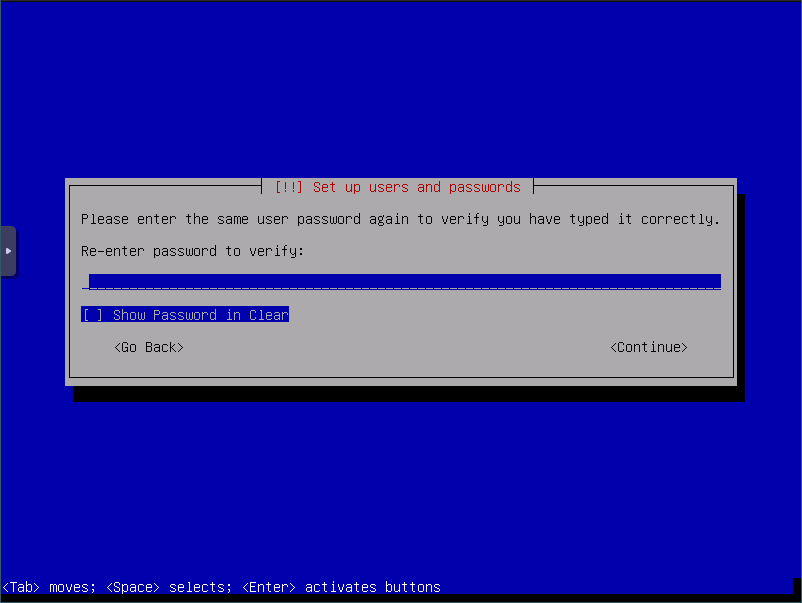 [!!] Set up users and passwords
Please enter the same user password again to verify you have typed it correctly.
Re-enter password to verify:
[ ] Show Password in Clear
<Go Back> <Continue>
<Tab> moves; <Space> selects; <Enter> activates buttons